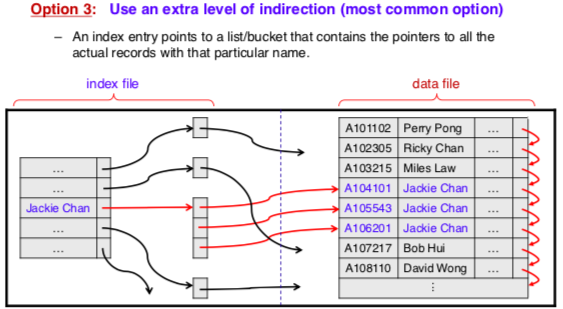 Option 3: Use an extra level of indirection (most common option)
– An index entry points to a list/bucket that contains the pointers to all the
actual records with that particular name.
index file
data file
...
...
Jackie Chan
...
...
A101102 Perry Pong ...
A102305 Ricky Chan ...
A103215 Miles Law ...
A104101 Jackie Chan ...
A105543 Jackie Chan ...
A106201 Jackie Chan ...
A107217 Bob Hui ...
A108110 David Wong ...
⋮